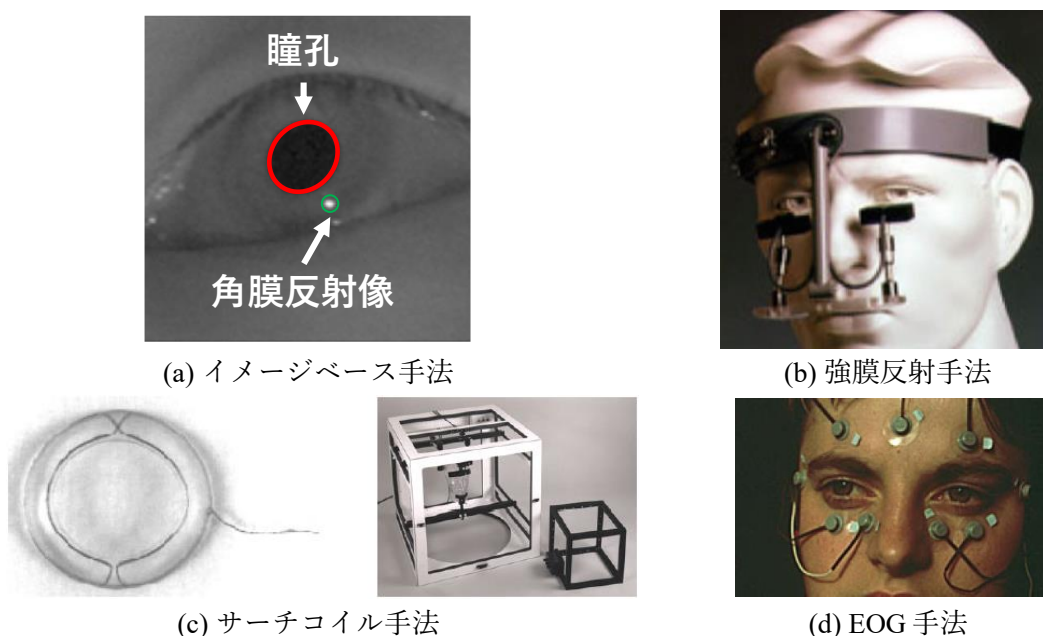 瞳孔
角膜反射像
(a) イメージベース手法
(b) 強膜反射手法
(c) サーチコイル手法
(d) EOG 手法